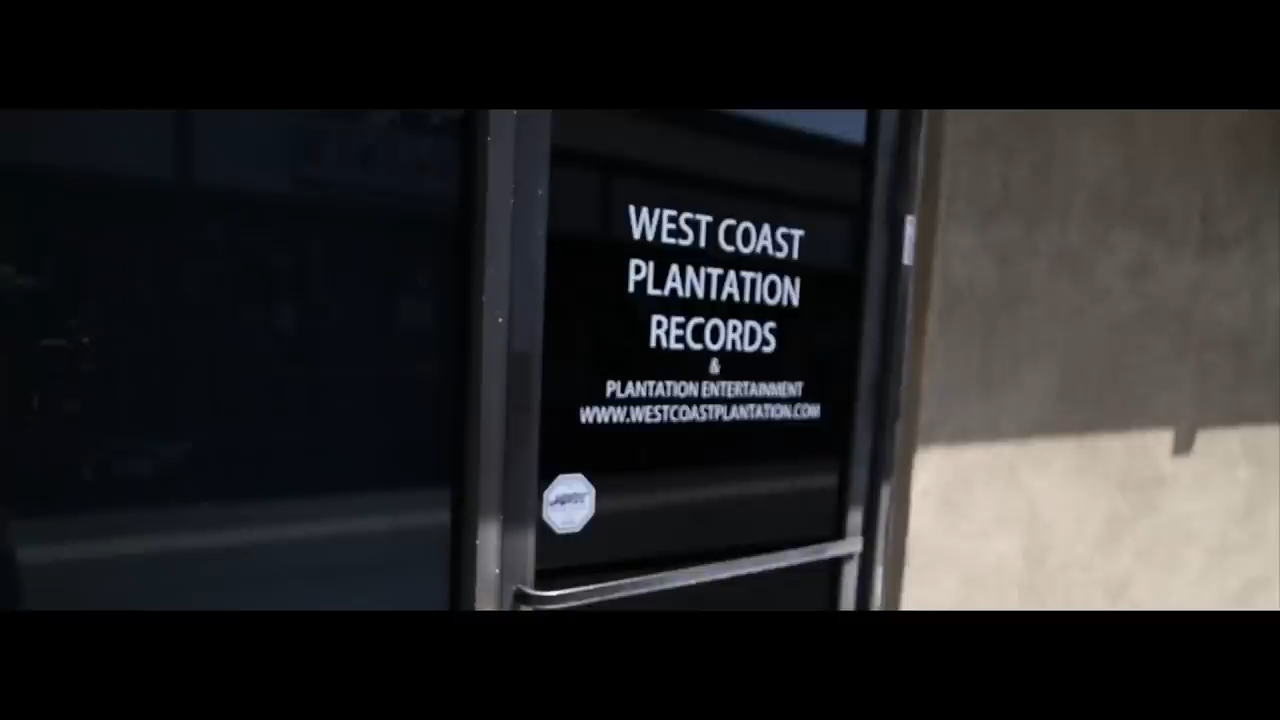 WEST COAST
PLANTATION
RECORDS
&
PLANTATION ENTERTAINMENT
WWW.WESTCOASTPLANTATION.COM